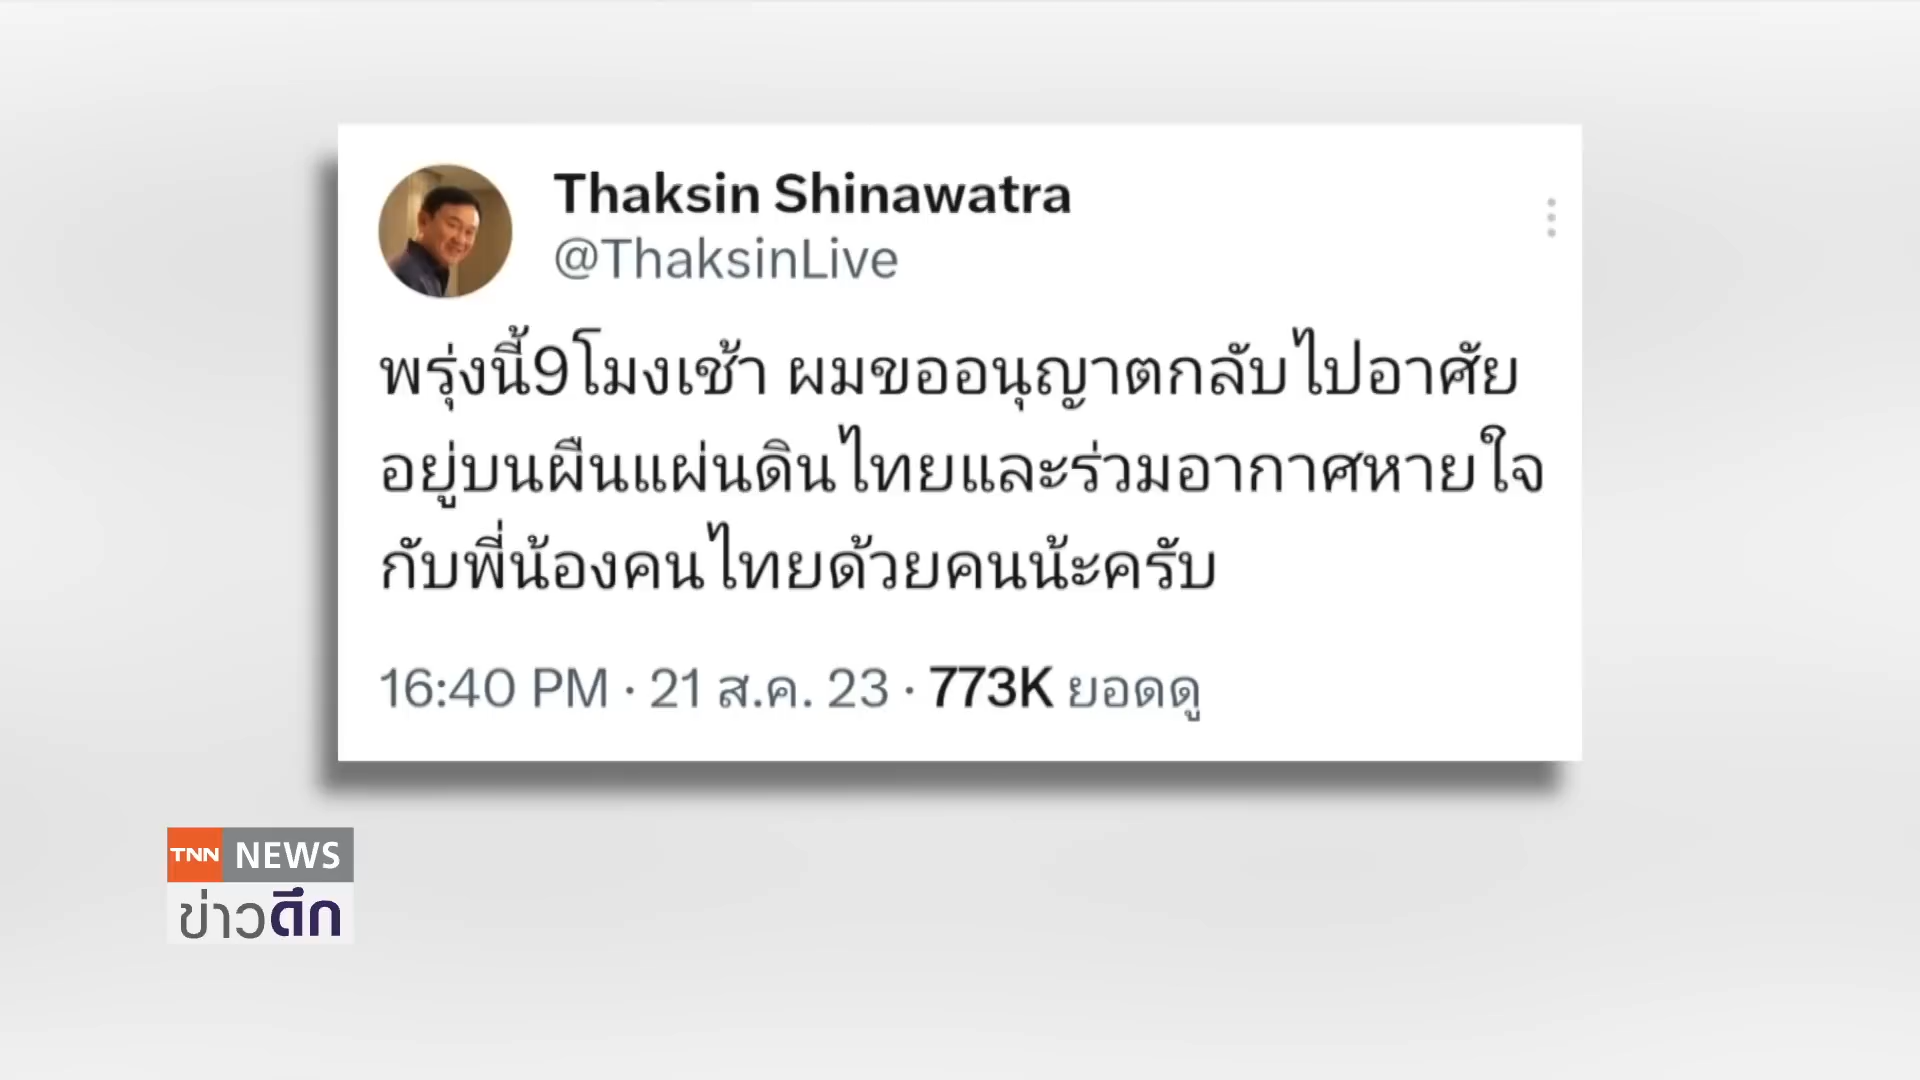 Thaksin Shinawatra
@ThaksinLive
พรุ่งนี้9โมงเช้า ผมขออนุญาตกลับไปอาศัย
อยู่บนผืนแผ่นดินไทยและร่วมอากาศหายใจ
กับพี่น้องคนไทยด้วยคนน้ะครับ
16:40 PM · 21 ส.ค. 23 · 773K ยอดดู
TNN NEWS
ข่าวดึก